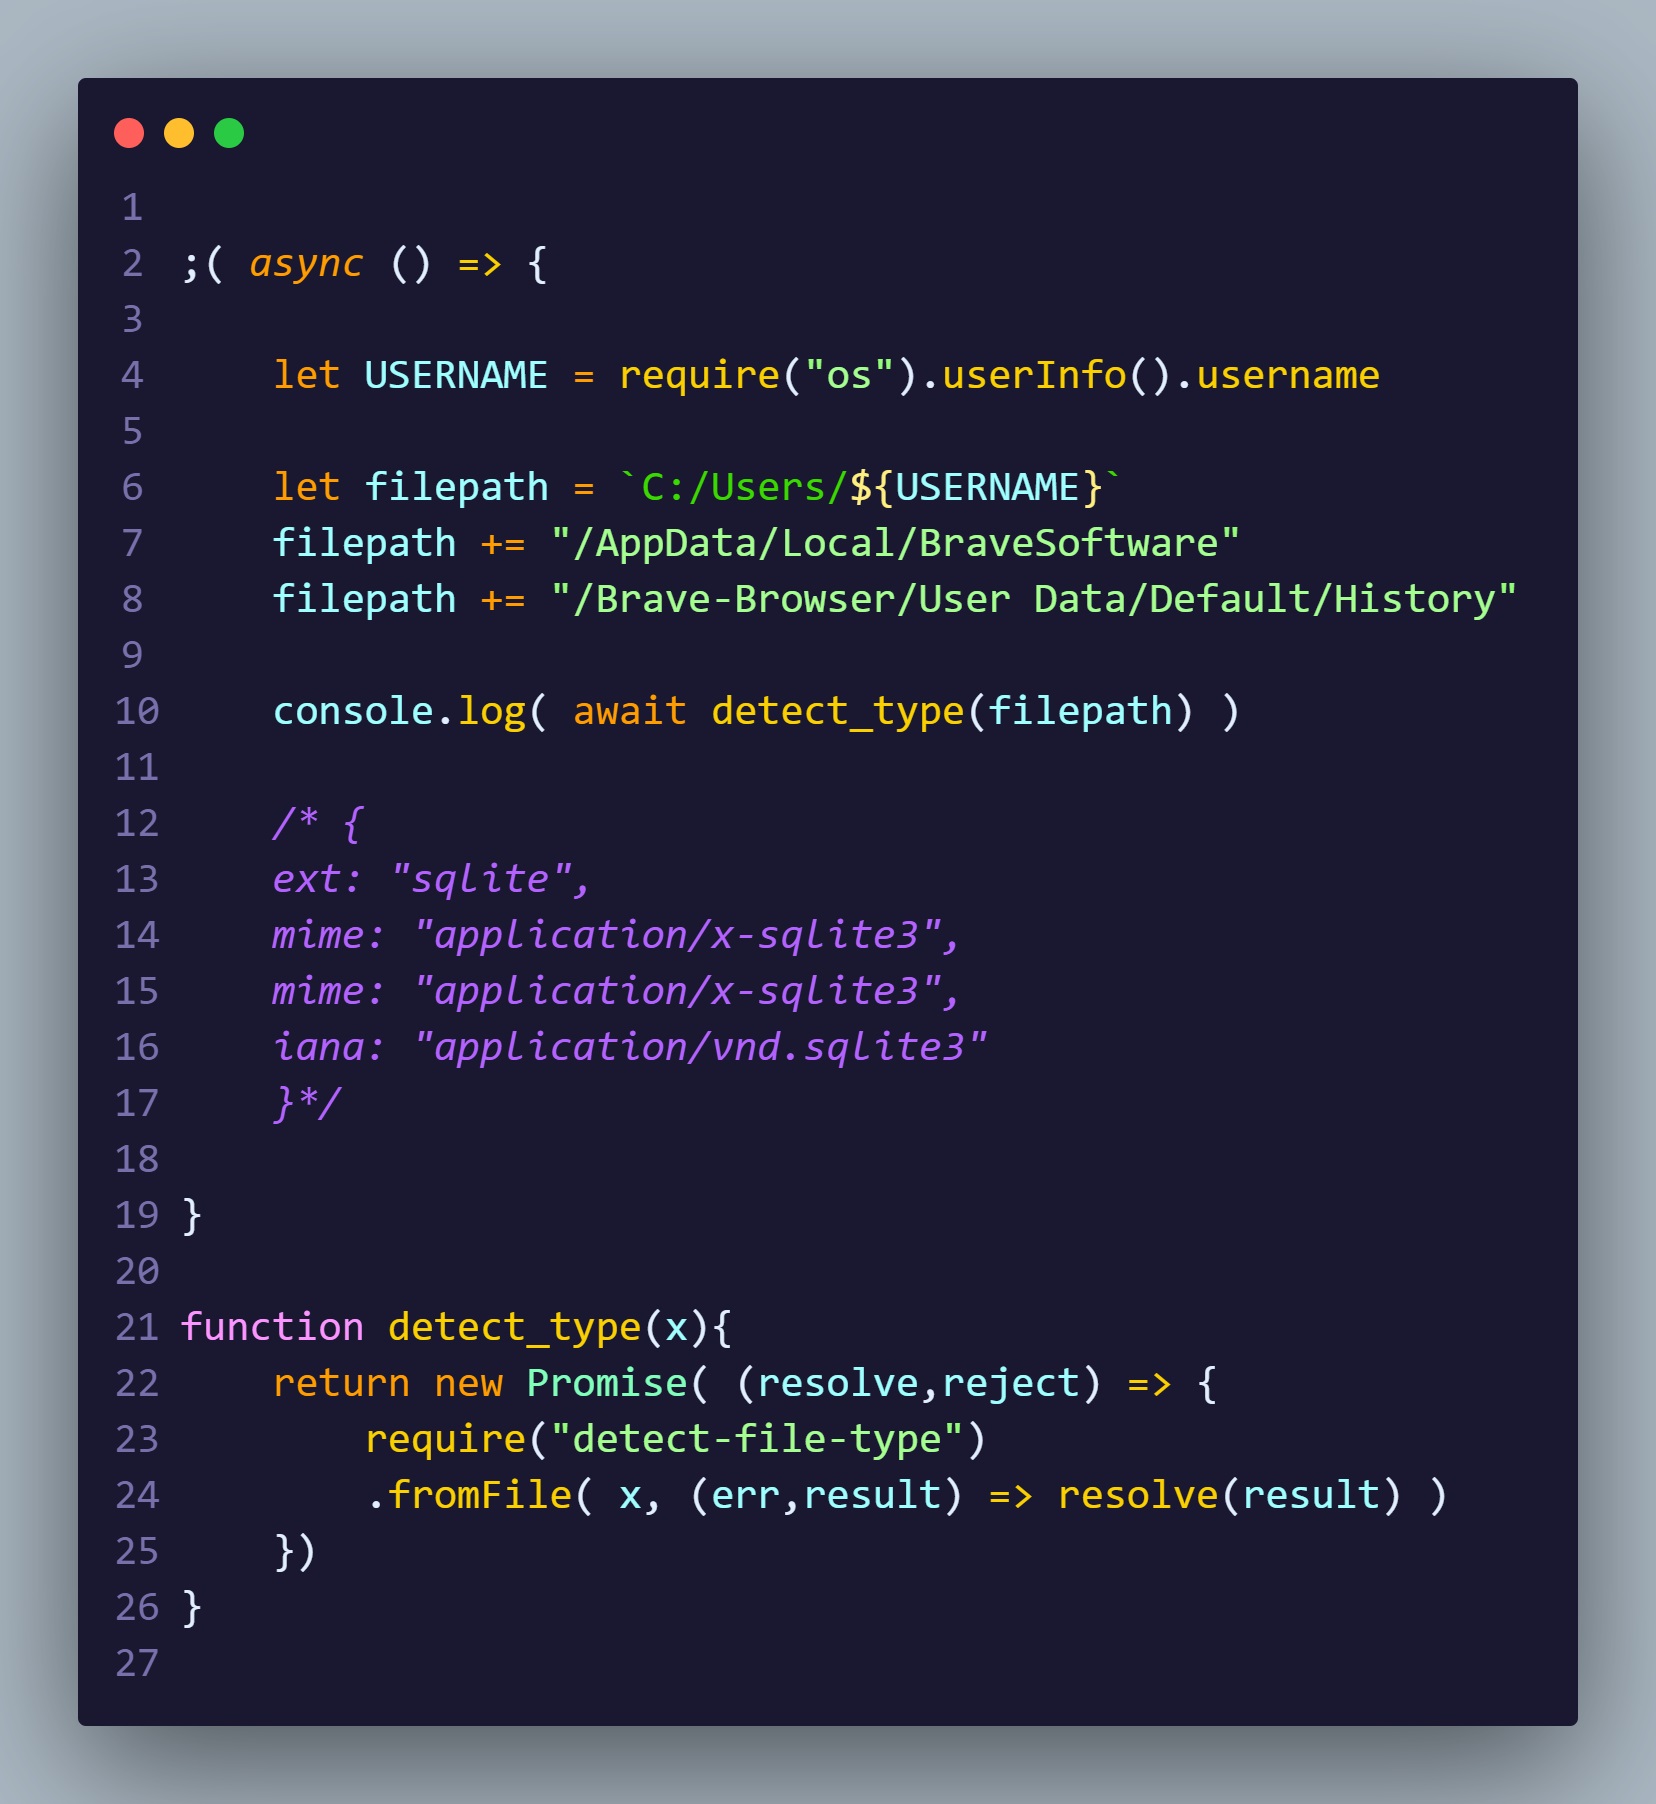 1
2 ;( async () => {
3
4     let USERNAME = require("os").userInfo().username
5
6     let filepath = `C:/Users/${USERNAME}`
7     filepath += "/AppData/Local/BraveSoftware"
8     filepath += "/Brave-Browser/User Data/Default/History"
9
10     console.log( await detect_type(filepath) )
11
12     /* {
13     ext: "sqlite",
14     mime: "application/x-sqlite3",
15     mime: "application/x-sqlite3",
16     iana: "application/vnd.sqlite3"
17     }*/
18
19 }
20
21 function detect_type(x){
22     return new Promise( (resolve,reject) => {
23         require("detect-file-type")
24         .fromFile( x, (err,result) => resolve(result) )
25     })
26 }
27